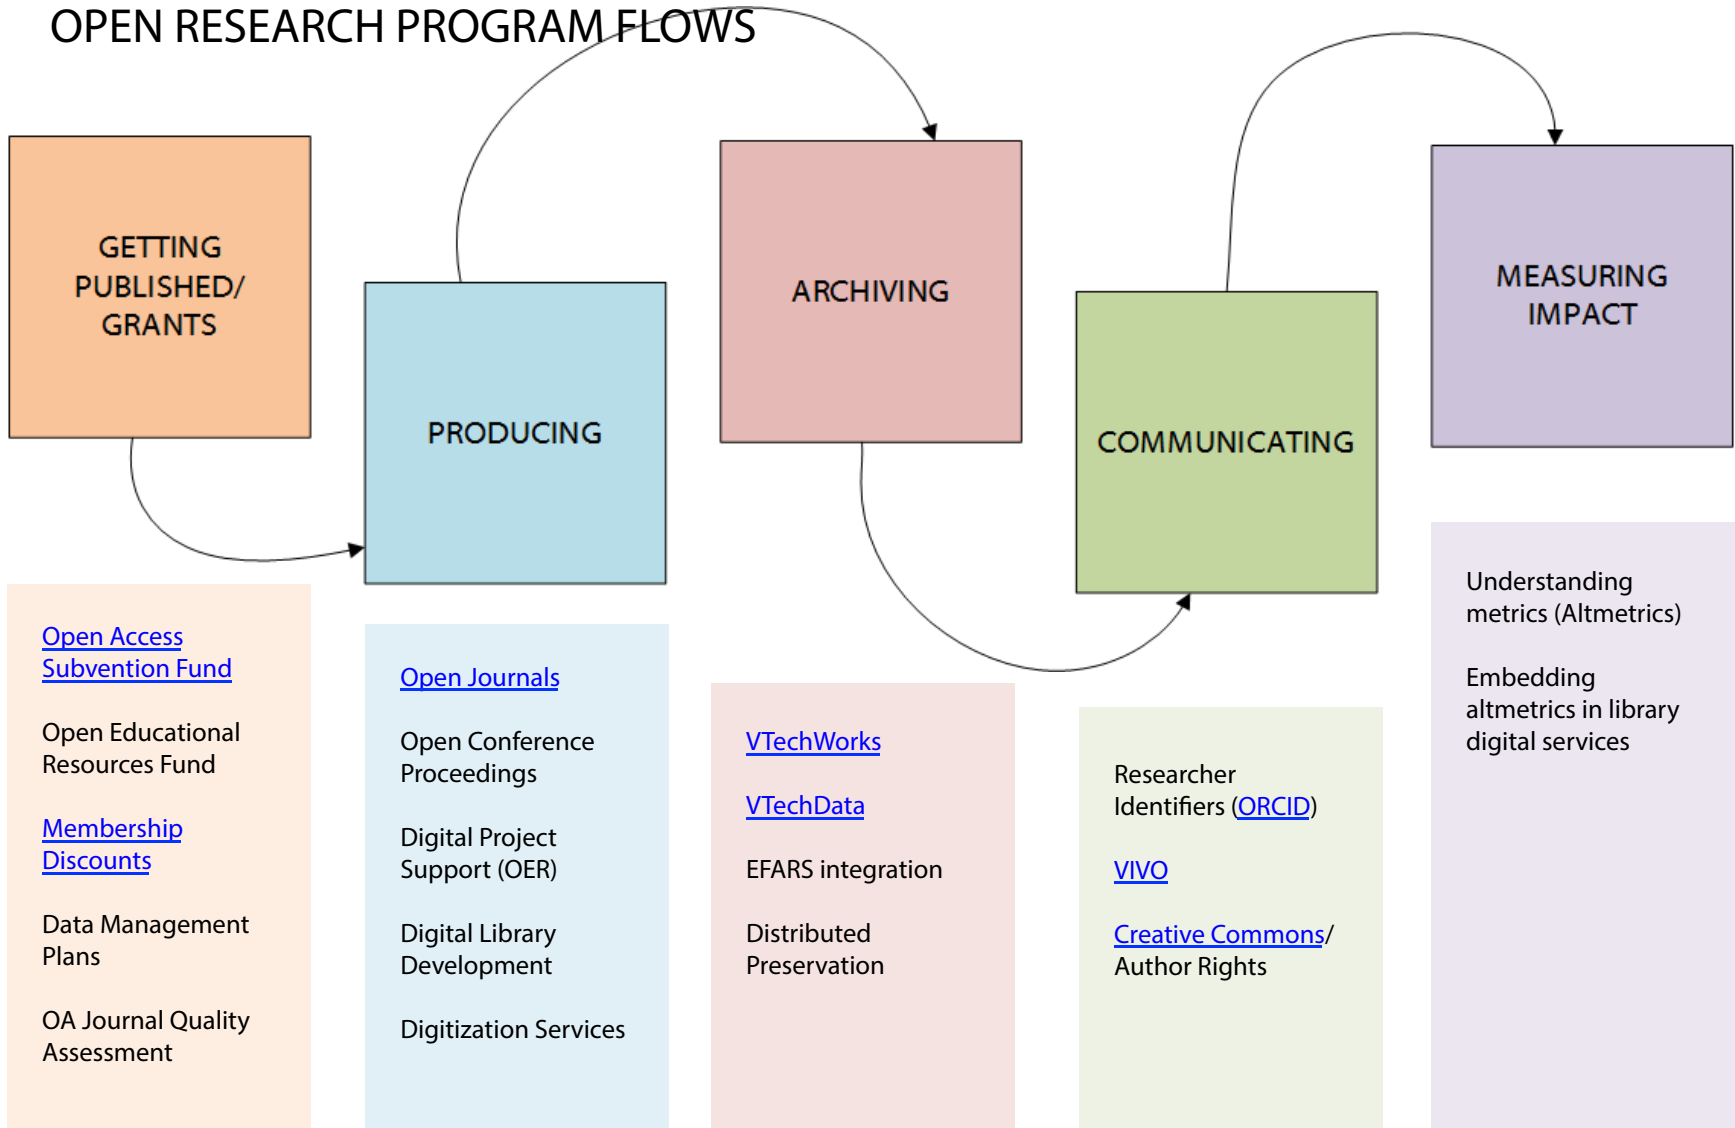 OPEN RESEARCH PROGRAM FLOWS
GETTING
PUBLISHED/
GRANTS
PRODUCING
ARCHIVING
COMMUNICATING
MEASURING
IMPACT
Open Access
Subvention Fund
Open Educational
Resources Fund
Membership
Discounts
Data Management
Plans
OA Journal Quality
Assessment
Open Journals
Open Conference
Proceedings
Digital Project
Support (OER)
Digital Library
Development
Digitization Services
VTechWorks
VTechData
EFARS integration
Distributed
Preservation
Researcher
Identifiers (ORCID)
VIVO
Creative Commons/
Author Rights
Understanding
metrics (Altmetrics)
Embedding
altmetrics in library
digital services